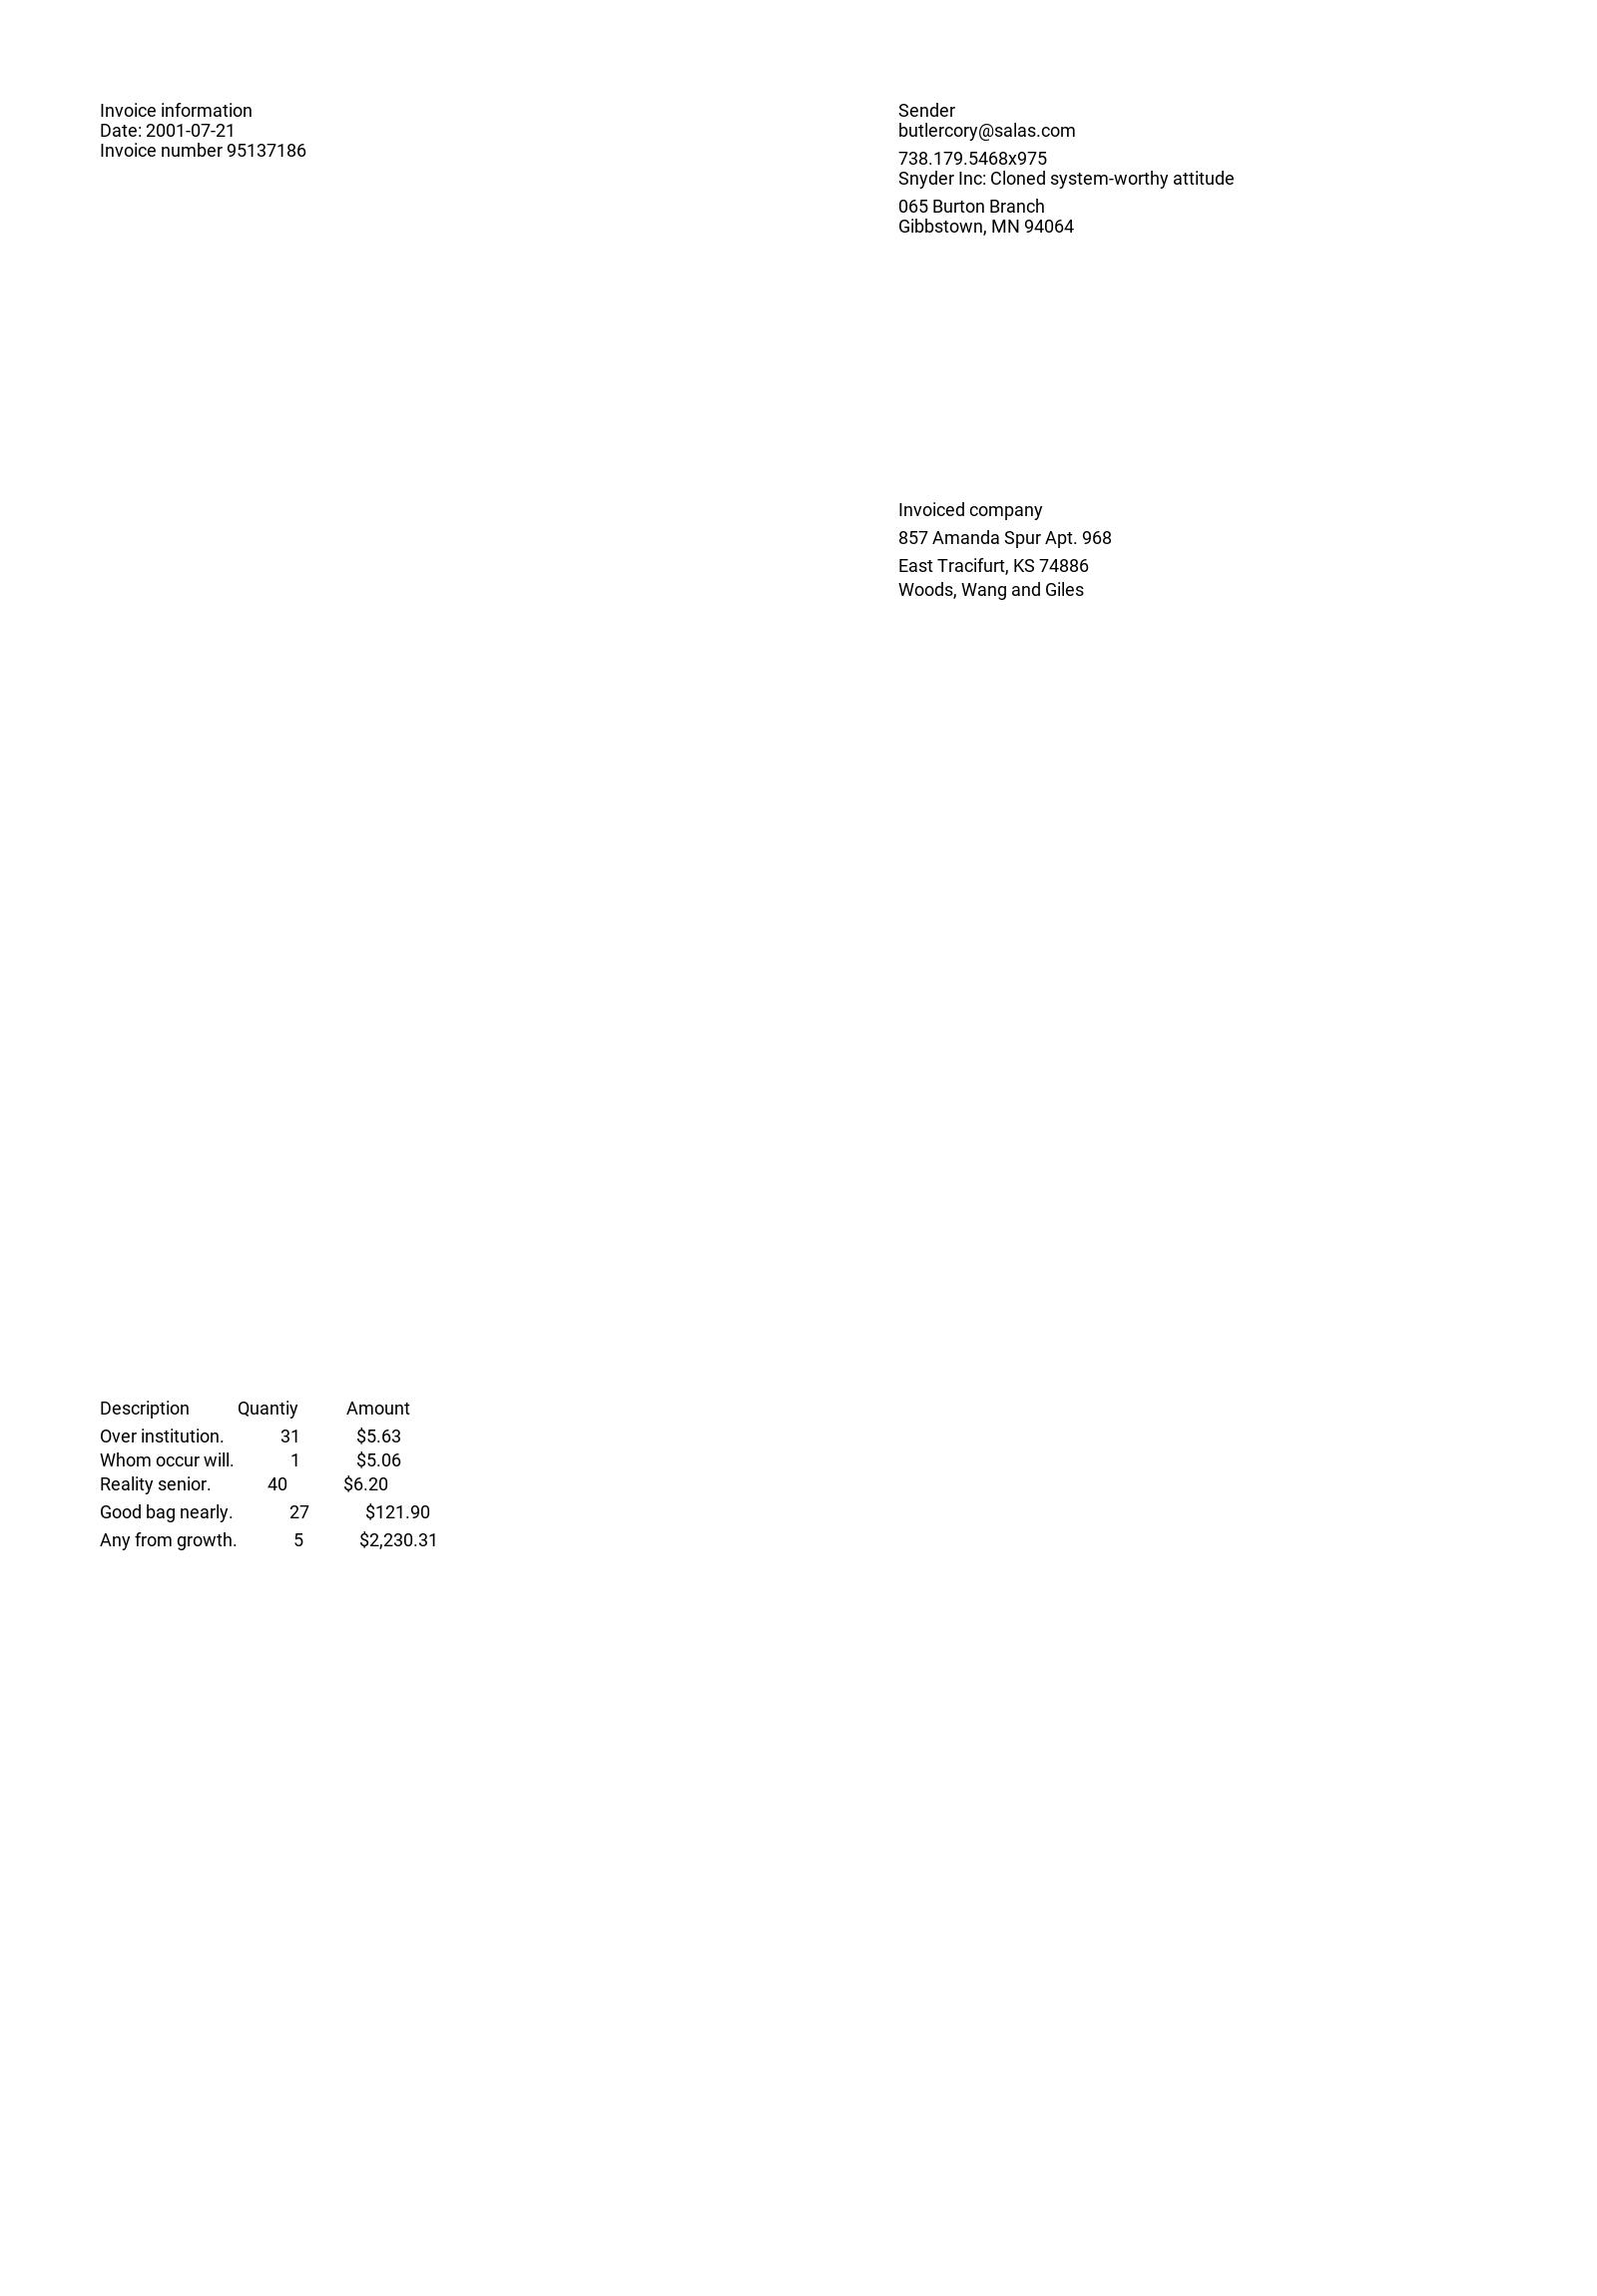 Invoice information
Date: 2001-07-21
Invoice number 95137186
Sender
butlercory@salas.com
738.179.5468x975
Snyder Inc: Cloned system-worthy attitude
065 Burton Branch
Gibbstown, MN 94064
Invoiced company
857 Amanda Spur Apt. 968
East Tracifurt, KS 74886
Woods, Wang and Giles
Description Quantiy Amount
Over institution. 31 $5.63
Whom occur will. 1 $5.06
Reality senior. 40 $6.20
Good bag nearly. 27 $121.90
Any from growth. 5 $2,230.31